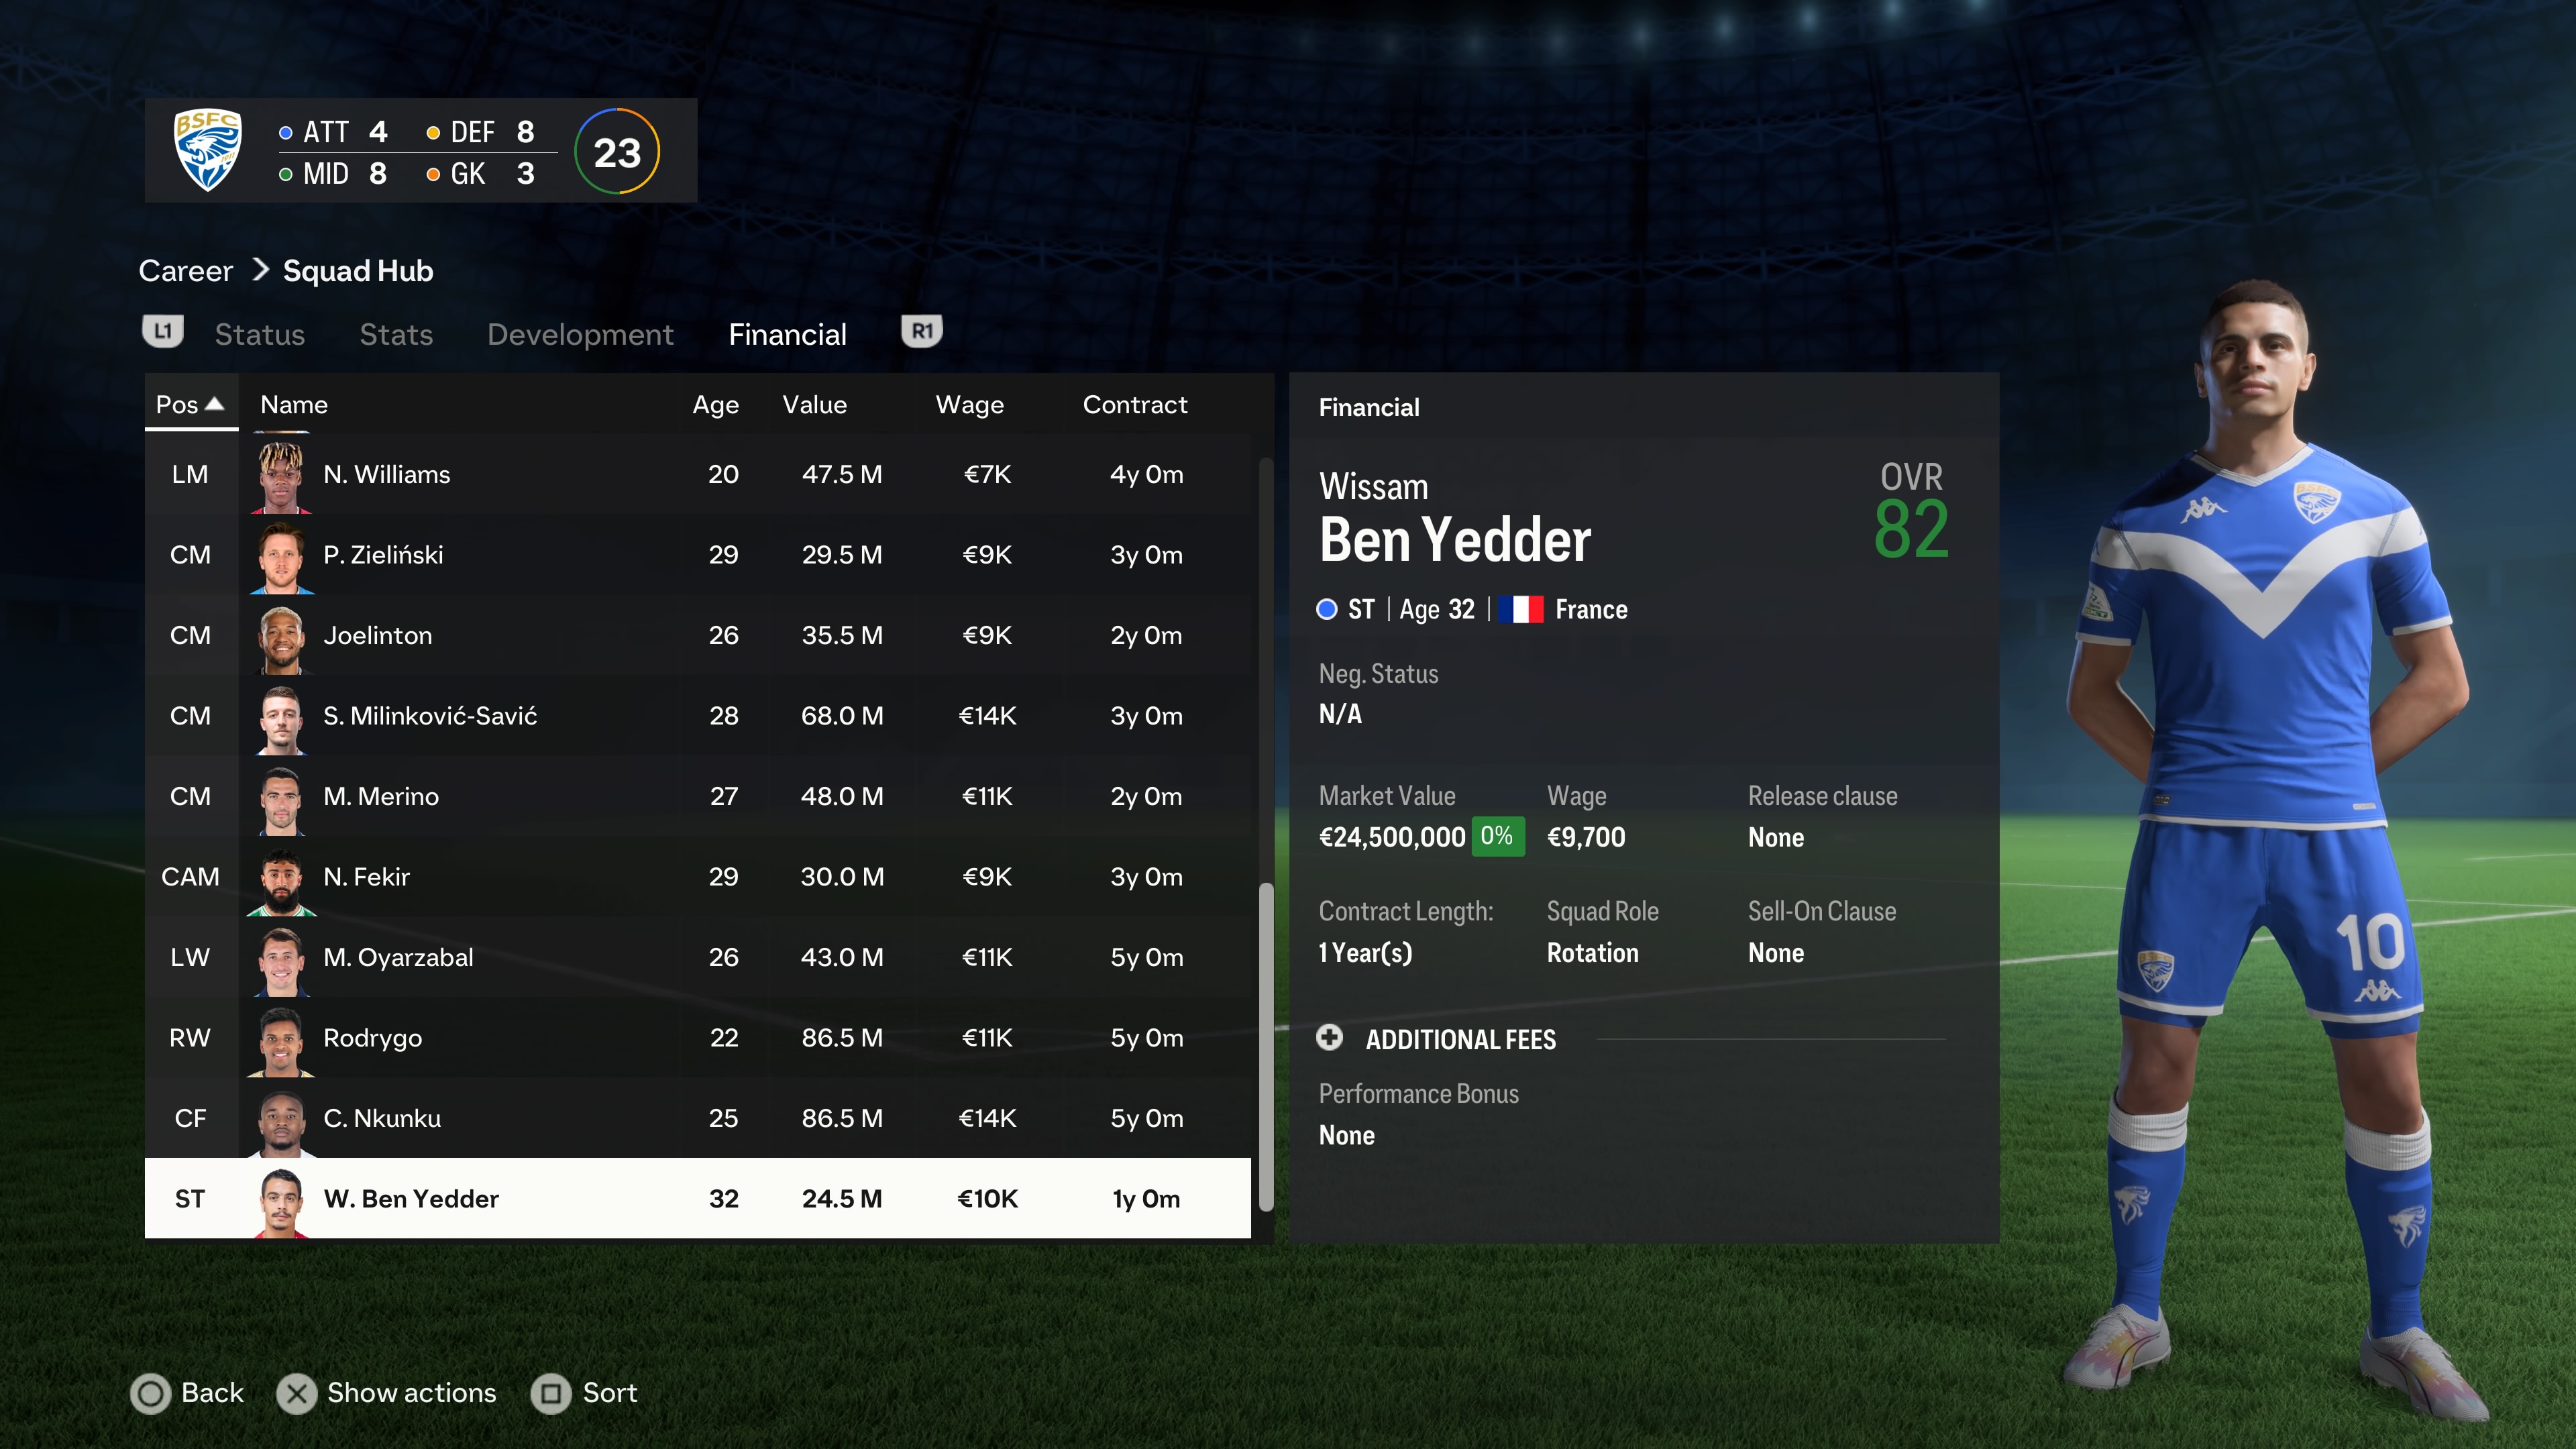 BSFC
ATT 4 DEF 8
MID 8 GK 3
23
Career > Squad Hub
L1 Status Stats Development Financial R1
Pos Name Age Value Wage Contract
LM N. Williams 20 47.5 M €7K 4y 0m
CM P. Zieliński 29 29.5 M €9K 3y 0m
CM Joelinton 26 35.5 M €9K 2y 0m
CM S. Milinković-Savić 28 68.0 M €14K 3y 0m
CM M. Merino 27 48.0 M €11K 2y 0m
CAM N. Fekir 29 30.0 M €9K 3y 0m
LW M. Oyarzabal 26 43.0 M €11K 5y 0m
RW Rodrygo 22 86.5 M €11K 5y 0m
CF C. Nkunku 25 86.5 M €14K 5y 0m
ST W. Ben Yedder 32 24.5 M €10K 1y 0m
Financial
Wissam
Ben Yedder
OVR
82
ST | Age 32 | France
Neg. Status
N/A
Market Value Wage Release clause
€24,500,000 0% €9,700 None
Contract Length: Squad Role Sell-On Clause
1 Year(s) Rotation None
ADDITIONAL FEES
Performance Bonus
None
BSFC
10
Back Show actions Sort